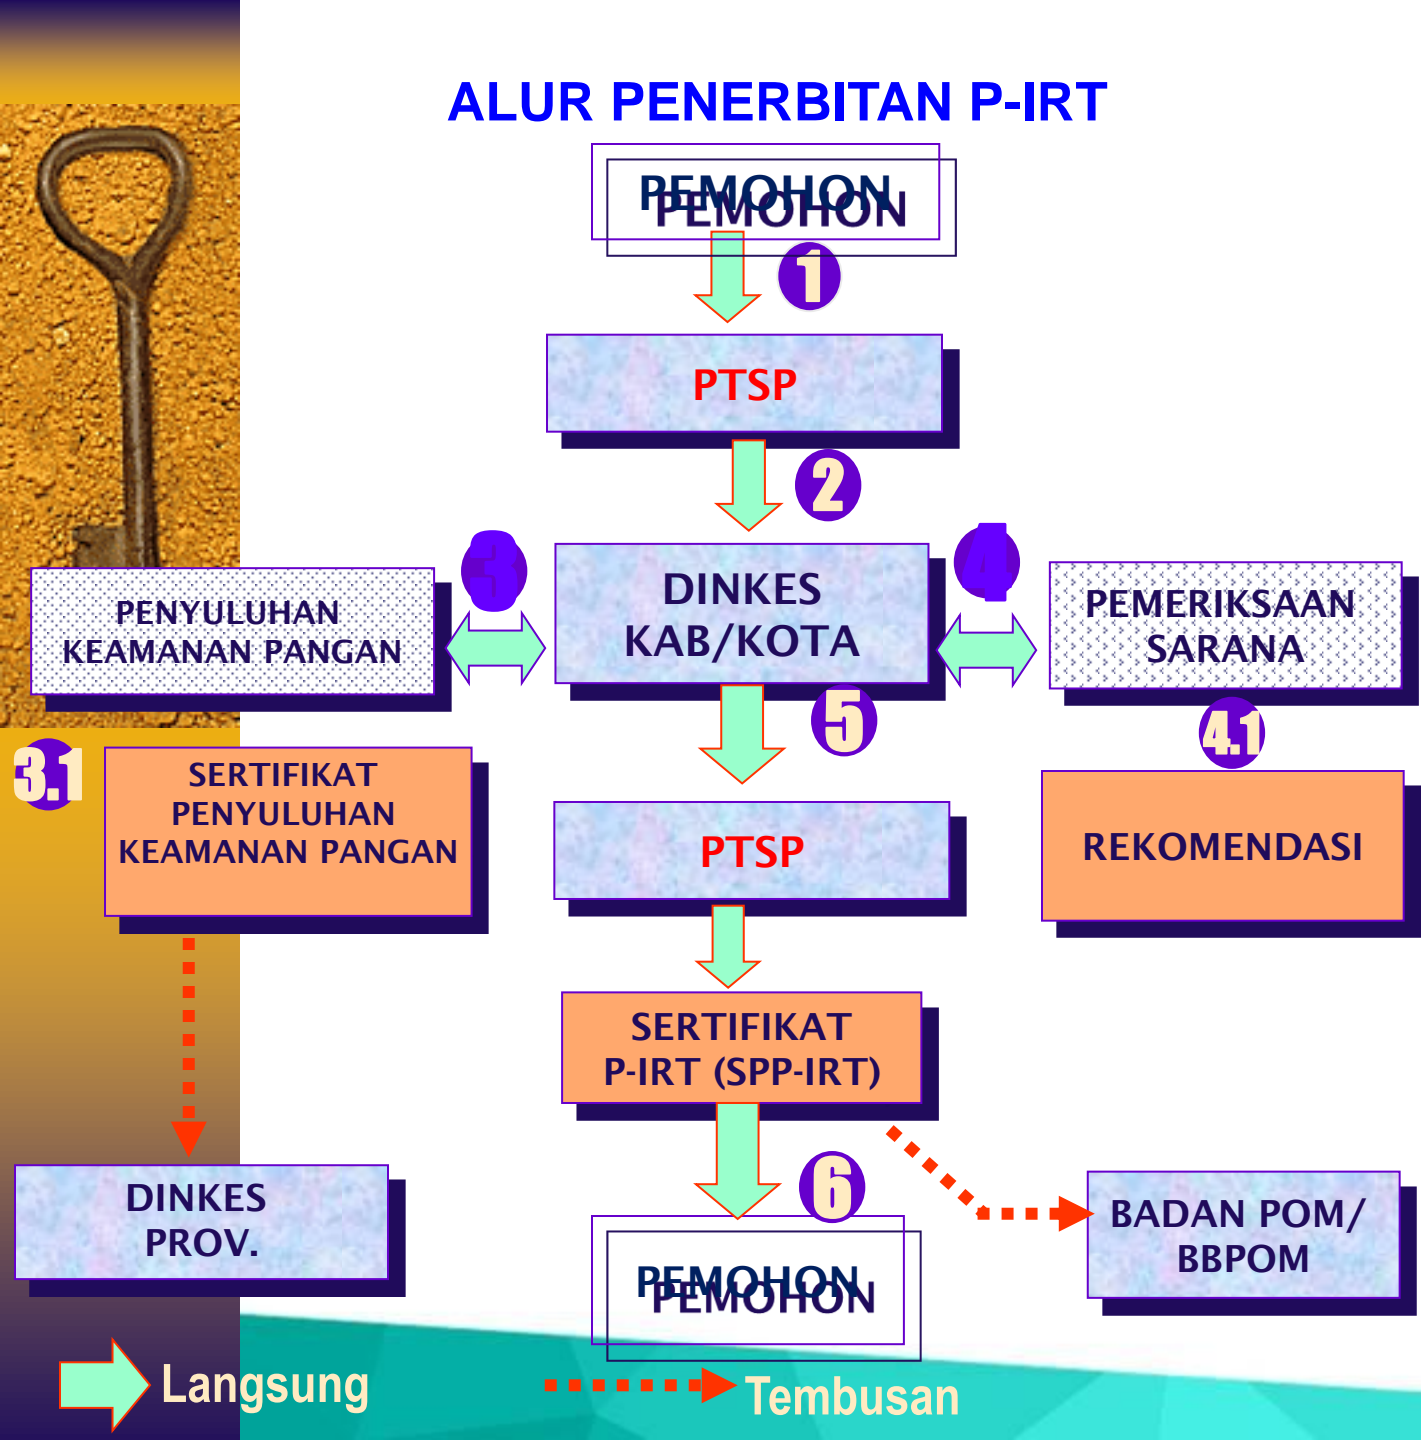 ALUR PENERBITAN P-IRT
PEMOHON
1
PTSP
2
3
4
DINKES
KAB/KOTA
PENYULUHAN
KEAMANAN PANGAN
PEMERIKSAAN
SARANA
5
4.1
3.1
SERTIFIKAT
PENYULUHAN
KEAMANAN PANGAN
PTSP
REKOMENDASI
SERTIFIKAT
P-IRT (SPP-IRT)
6
DINKES
PROV.
BADAN POM/
BBPOM
PEMOHON
Langsung
Tembusan